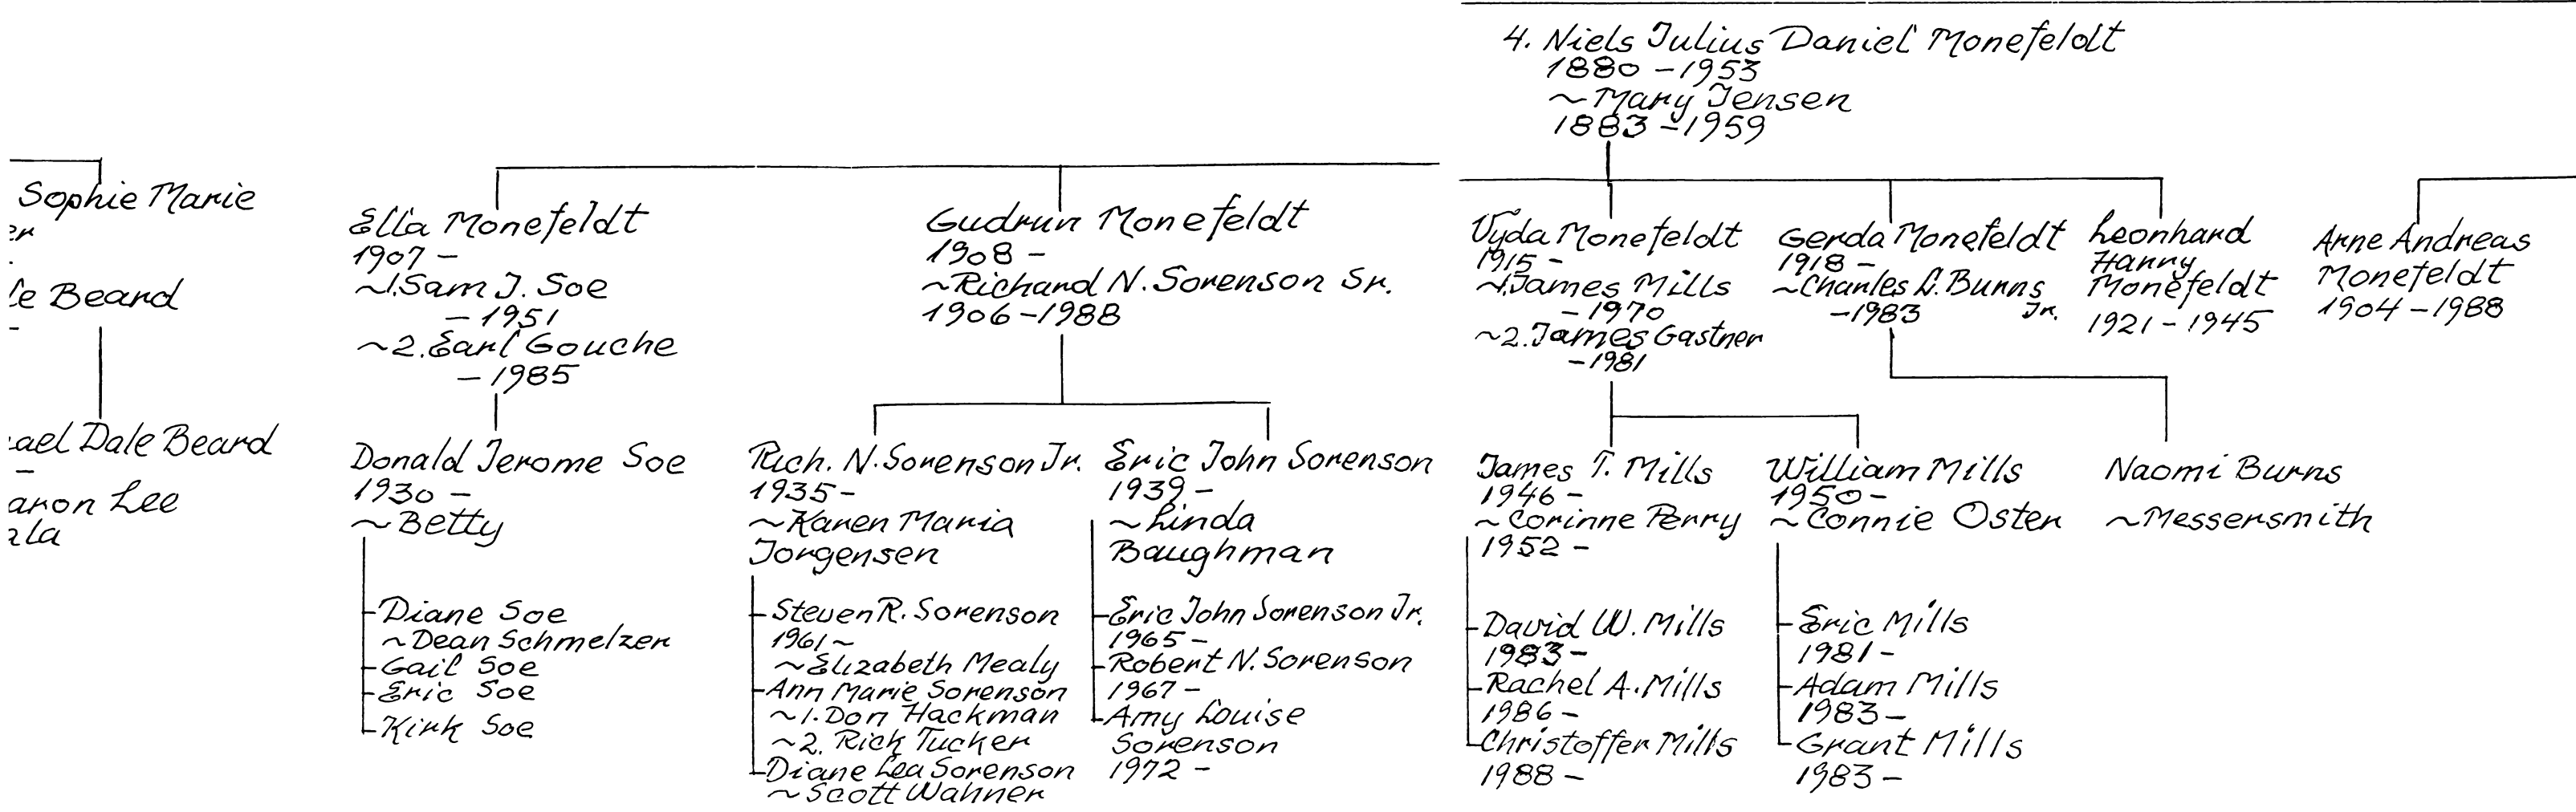 4. Niels Julius Daniel Monefeldt
1880 – 1953
~ Mary Jensen
1883 – 1959
Sophie Marie
er
le Beard
–
ael Dale Beard
–
aron Lee
Ella Monefeldt
1907 –
~1. Sam J. Soe
– 1951
~2. Earl Gouche
– 1985
Donald Jerome Soe
1930 –
~ Betty
Diane Soe
~ Dean Schmelzer
Gail Soe
Eric Soe
Kirk Soe
Gudrun Monefeldt
1908 –
~Richard N. Sorenson Sr.
1906 – 1988
Rich. N. Sorenson Jr.
1935 –
~Karen Maria
Jorgensen
Steven R. Sorenson
1961 ~
~Elizabeth Mealy
Ann Marie Sorenson
~1. Don Hackman
~2. Rick Tucker
Diane Lea Sorenson
~ Scott Wahner
Eric John Sorenson
1939 –
~ Linda
Baughman
Eric John Sorenson Jr.
1965 –
Robert N. Sorenson
1967 –
Amy Louise
Sorenson
1972 –
Vyda Monefeldt
1915 –
~1. James Mills
– 1970
~2. James Gastner
– 1981
James T. Mills
1946 –
~ Corinne Perry
1952 –
David W. Mills
1983 –
Rachel A. Mills
1986 –
Christoffer Mills
1988 –
William Mills
1950 –
~ Connie Oster
Eric Mills
1981 –
Adam Mills
1983 –
Grant Mills
1983 –
Gerda Monefeldt
1918 –
~Charles L. Burns
– 1983 Jr.
Naomi Burns
~Messersmith
Leonhard
Harry
Monefeldt
1921 – 1945
Arne Andreas
Monefeldt
1904 – 1988